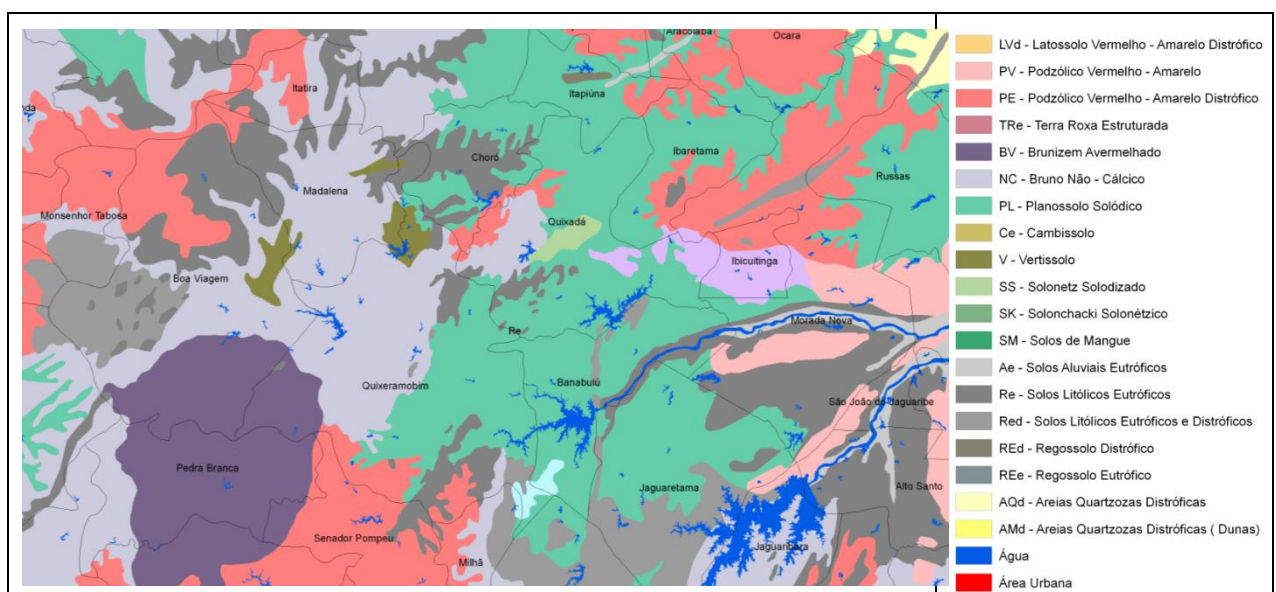 Aracoiaba
Ocara
Itatira
Itapiúna
Choró
Ibaretama
Russas
Madalena
Monsenhor Tabosa
Quixadá
Boa Viagem
Ibicuitinga
Re
Morada Nova
Quixeramobim
Banabuiú
São João do Jaguaribe
Pedra Branca
Jaguaretama
Alto Santo
Senador Pompeu
Milhã
Jaguaribara
LVd - Latossolo Vermelho - Amarelo Distrófico
PV - Podzólico Vermelho - Amarelo
PE - Podzólico Vermelho - Amarelo Distrófico
TRe - Terra Roxa Estruturada
BV - Brunizem Avermelhado
NC - Bruno Não - Cálcico
PL - Planossolo Solódico
Ce - Cambissolo
V - Vertissolo
SS - Solonetz Solodizado
SK - Solonchacki Solonétzico
SM - Solos de Mangue
Ae - Solos Aluviais Eutróficos
Re - Solos Litólicos Eutróficos
Red - Solos Litólicos Eutróficos e Distróficos
REd - Regossolo Distrófico
REe - Regossolo Eutrófico
AQd - Areias Quartzozas Distróficas
AMd - Areias Quartzozas Distróficas ( Dunas)
Água
Área Urbana